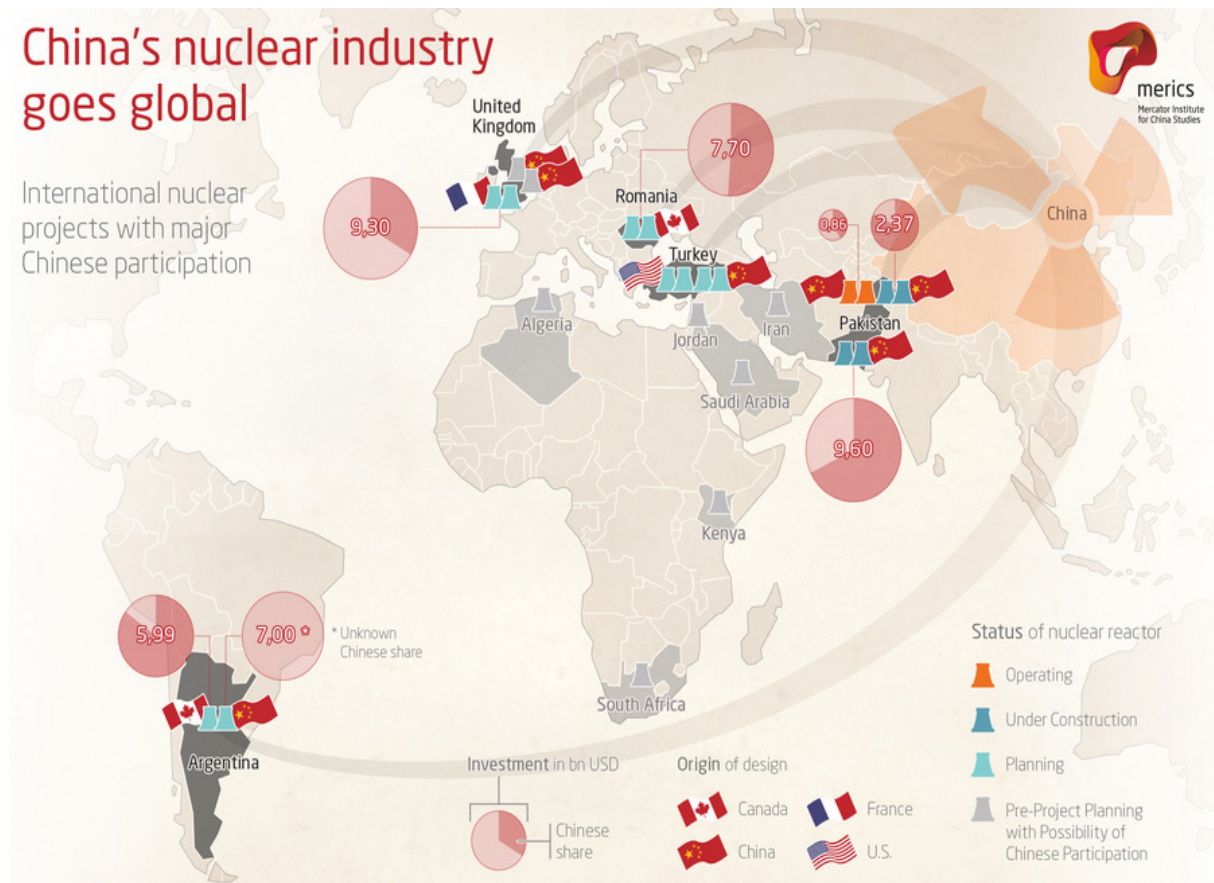 China's nuclear industry
goes global
International nuclear
projects with major
Chinese participation
merics
Mercator Institute
for China Studies
United
Kingdom
9,30
7,70
Romania
Turkey
0,86
2,37
China
Algeria
Jordan
Iran
Pakistan
Saudi Arabia
9,60
Kenya
South Africa
5,99
7,00 *
* Unknown
Chinese share
Argentina
Investment in bn USD
Chinese
share
Origin of design
Canada
France
China
U.S.
Status of nuclear reactor
Operating
Under Construction
Planning
Pre-Project Planning
with Possibility of
Chinese Participation